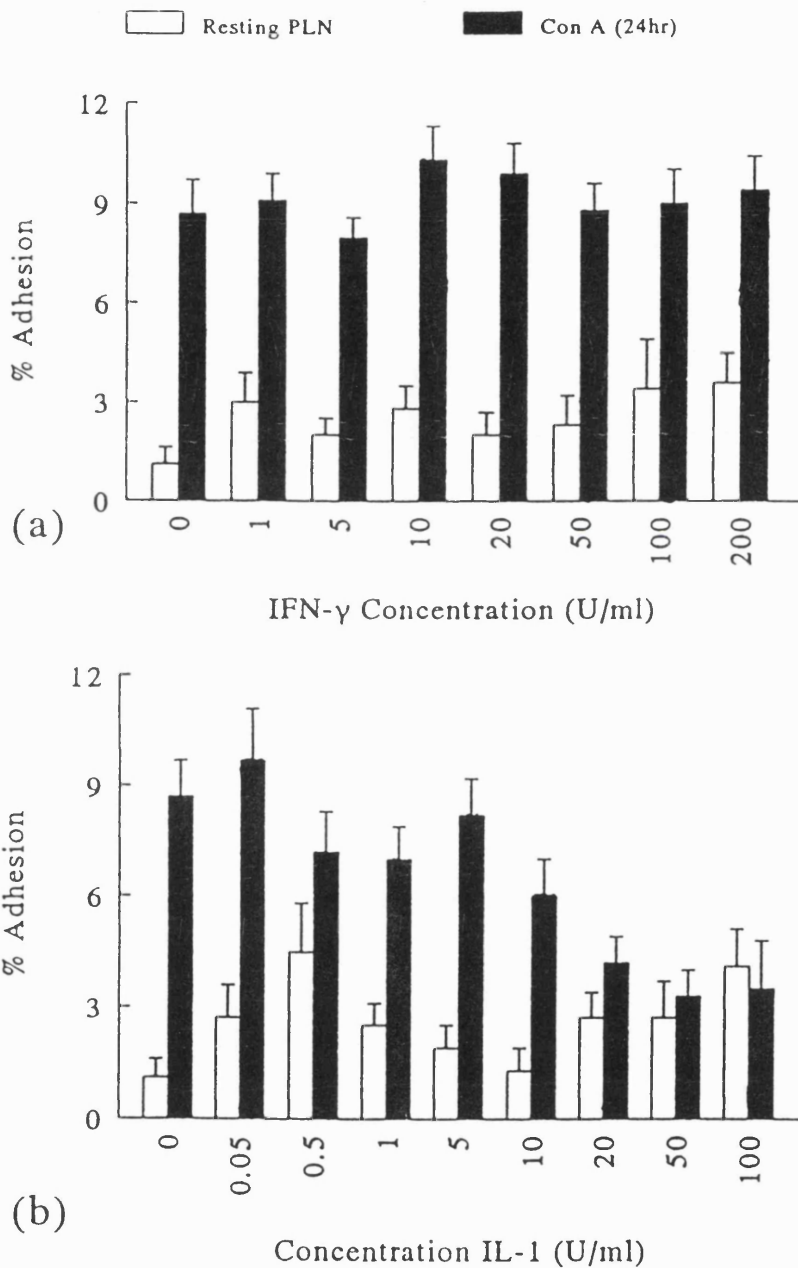 Resting PLN Con A (24hr)
12
9
6
3
0
% Adhesion
0 1 5 10 20 50 100 200
(a)
IFN-γ Concentration (U/ml)
12
9
6
3
0
% Adhesion
0 0.05 0.5 1 5 10 20 50 100
(b)
Concentration IL-1 (U/ml)